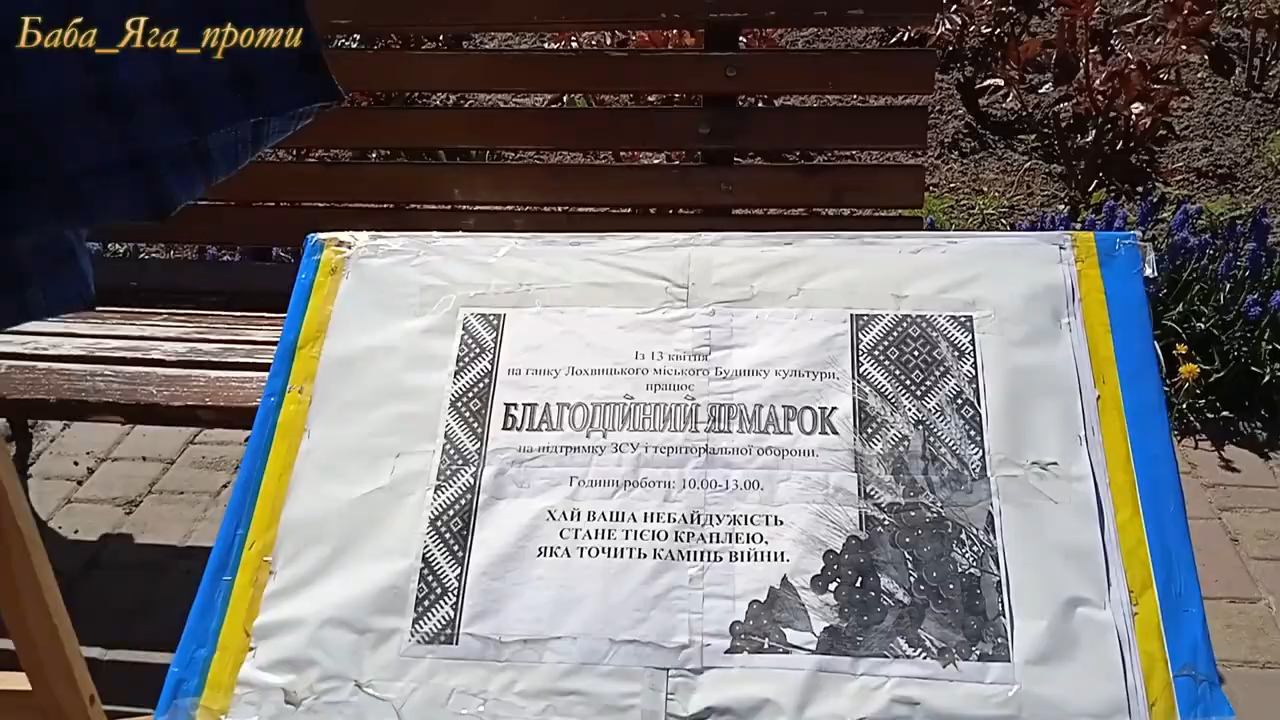 Баба_Яга_проти
Із 13 квітня
на ганку Лохвицького міського Будинку культури,
працює
БЛАГОДІЙНИЙ ЯРМАРОК
на підтримку ЗСУ і територіальної оборони.
Години роботи: 10.00-13.00.
ХАЙ ВАША НЕБАЙДУЖІСТЬ
СТАНЕ ТІЄЮ КРАПЛЕЮ,
ЯКА ТОЧИТЬ КАМІНЬ ВІЙНИ.